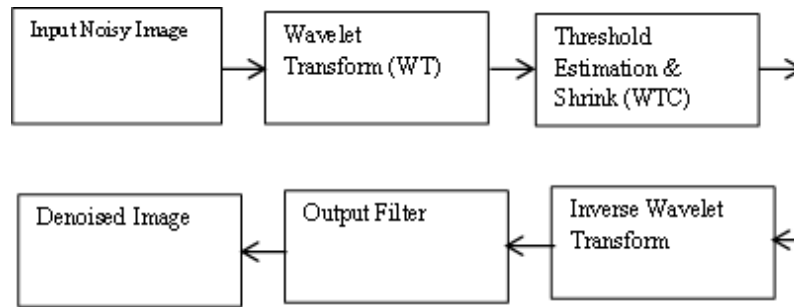 Input Noisy Image
Wavelet
Transform (WT)
Threshold
Estimation &
Shrink (WTC)
Inverse Wavelet
Transform
Output Filter
Denoised Image